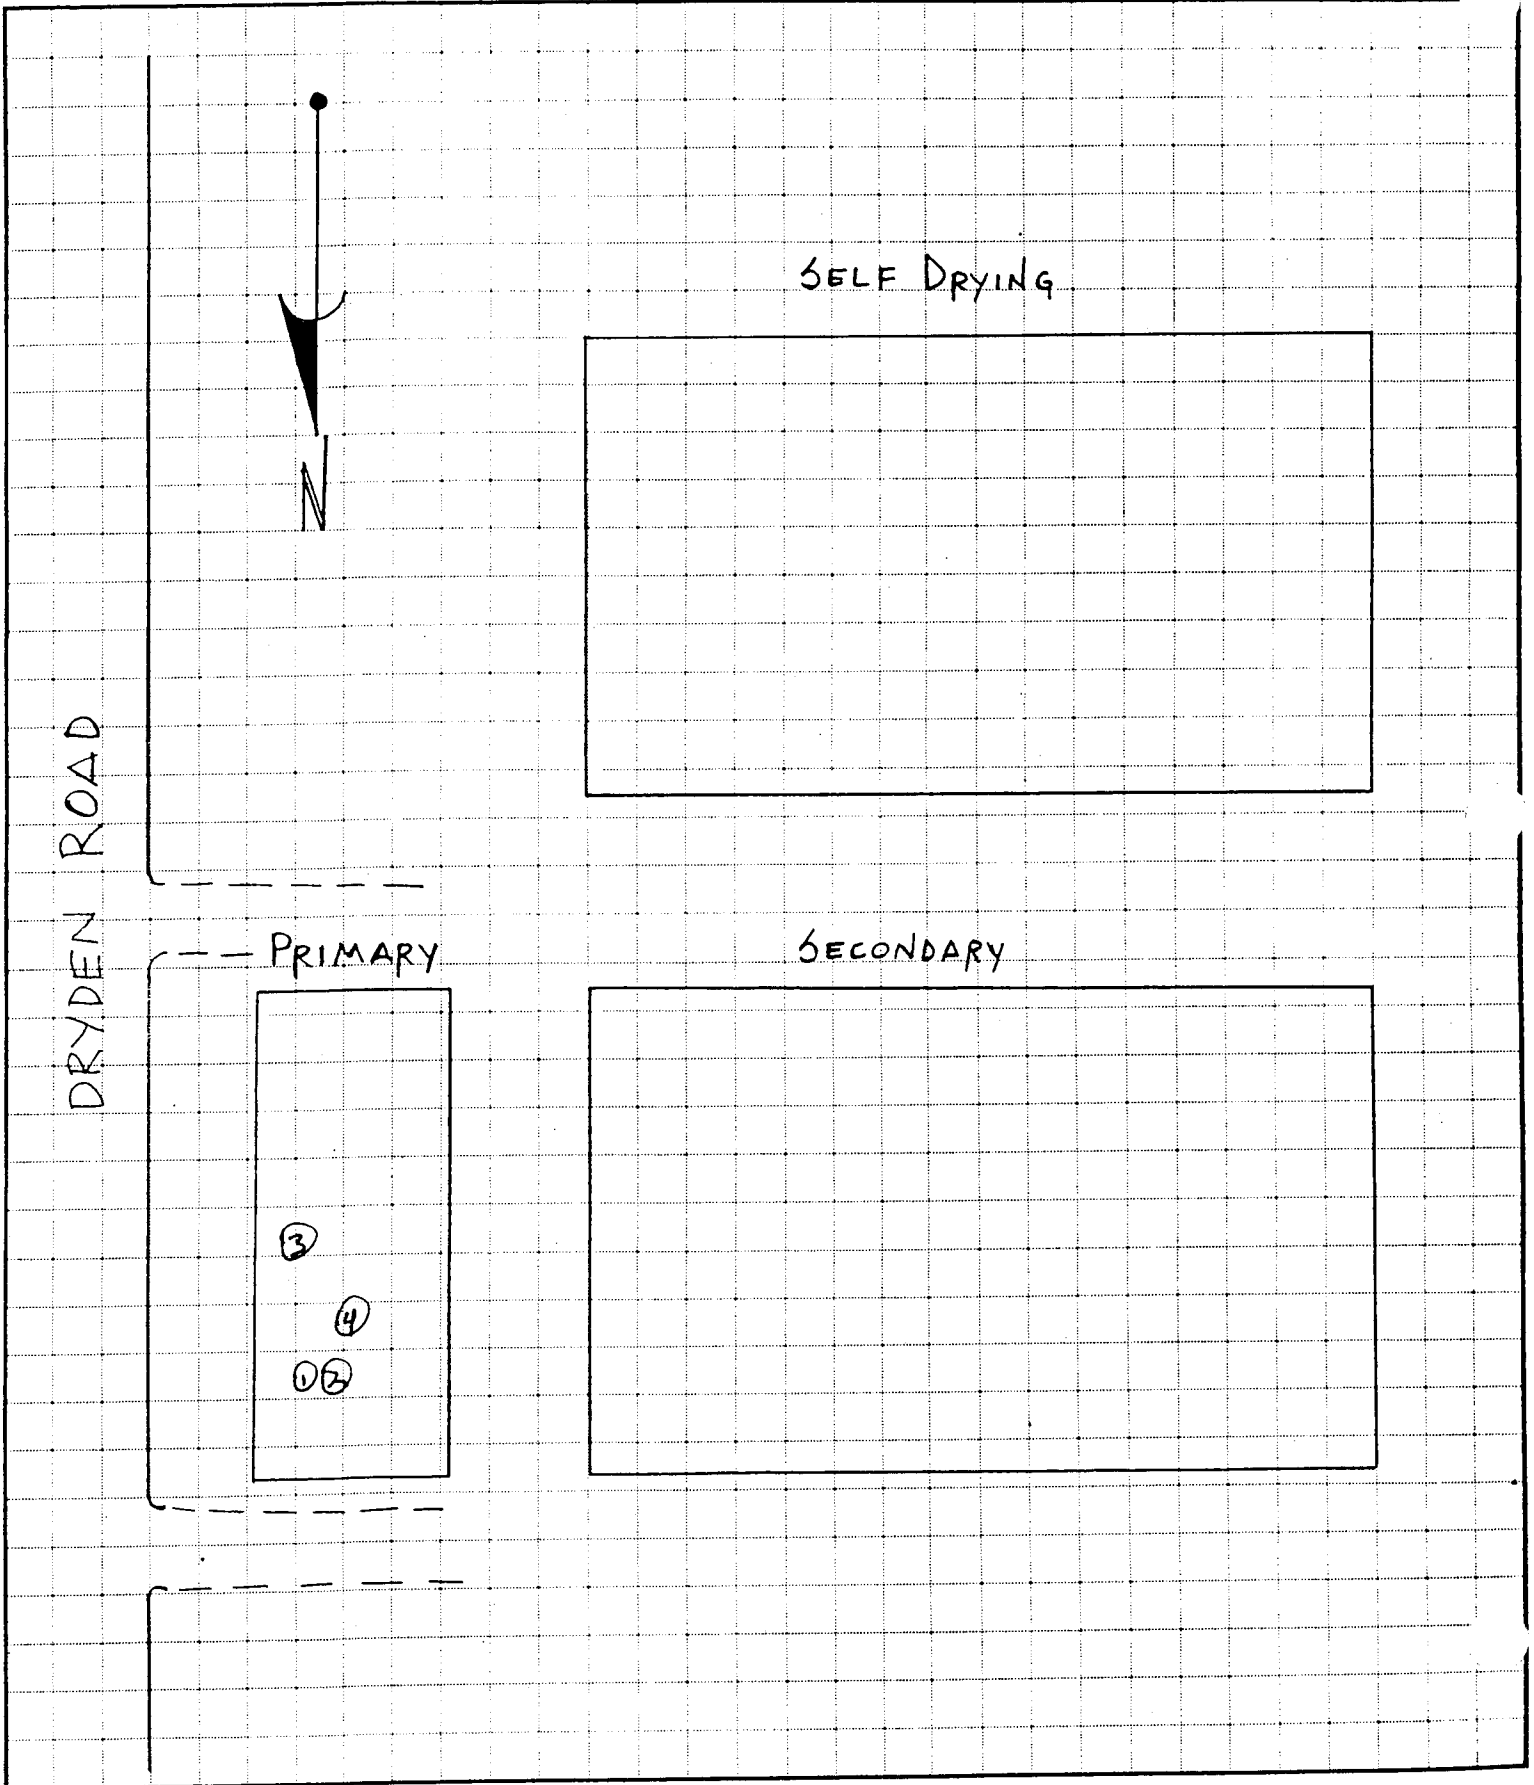 SELF DRYING
N
DRYDEN ROAD
PRIMARY
SECONDARY
3
4
1 2